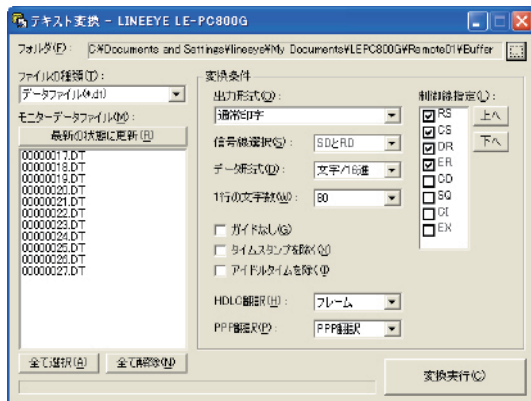 テキスト変換 - LINEEYE LE-PC800G
フォルダ(F): C:¥Documents and Settings¥lineeye¥My Documents¥LEPC800G¥Remote01¥Buffer
ファイルの種類(T):
データファイル(*.dt)
モニターデータファイル(M):
最新の状態に更新(R)
00000017.DT
00000018.DT
00000019.DT
00000020.DT
00000021.DT
00000022.DT
00000023.DT
00000024.DT
00000025.DT
00000026.DT
00000027.DT
全て選択(A) 全て解除(N)
変換条件
出力形式(O):
通常印字
信号線選択(S): SDとRD
データ形式(D): 文字/16進
1行の文字数(W): 80
ガイドなし(G)
タイムスタンプを除く(Y)
アイドルタイムを除く(I)
HDLC翻訳(H): フレーム
PPP翻訳(P): PPP翻訳
制御線指定(L):
RS
CS
DR
ER
CD
SQ
CI
EX
上へ
下へ
変換実行(C)